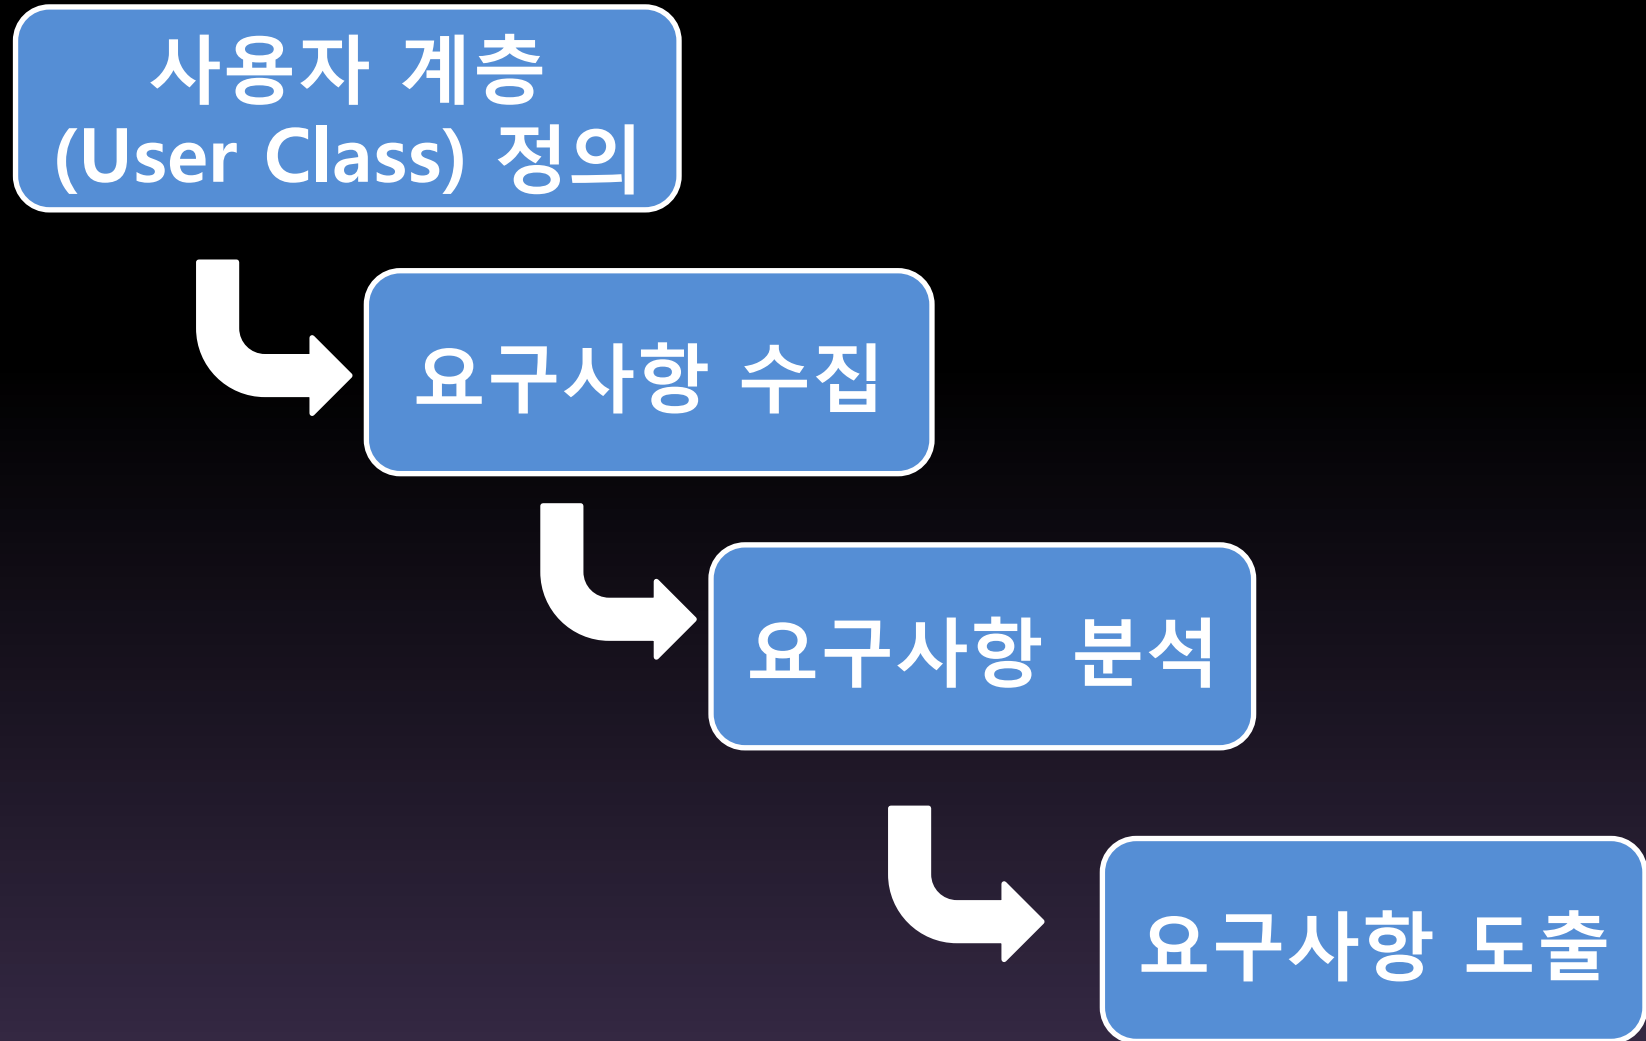 사용자 계층
(User Class) 정의
요구사항 수집
요구사항 분석
요구사항 도출